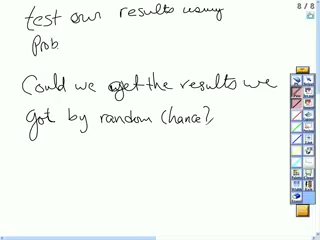 test our results using
Prob
Could we get the results we
got by random chance?
8 / 8